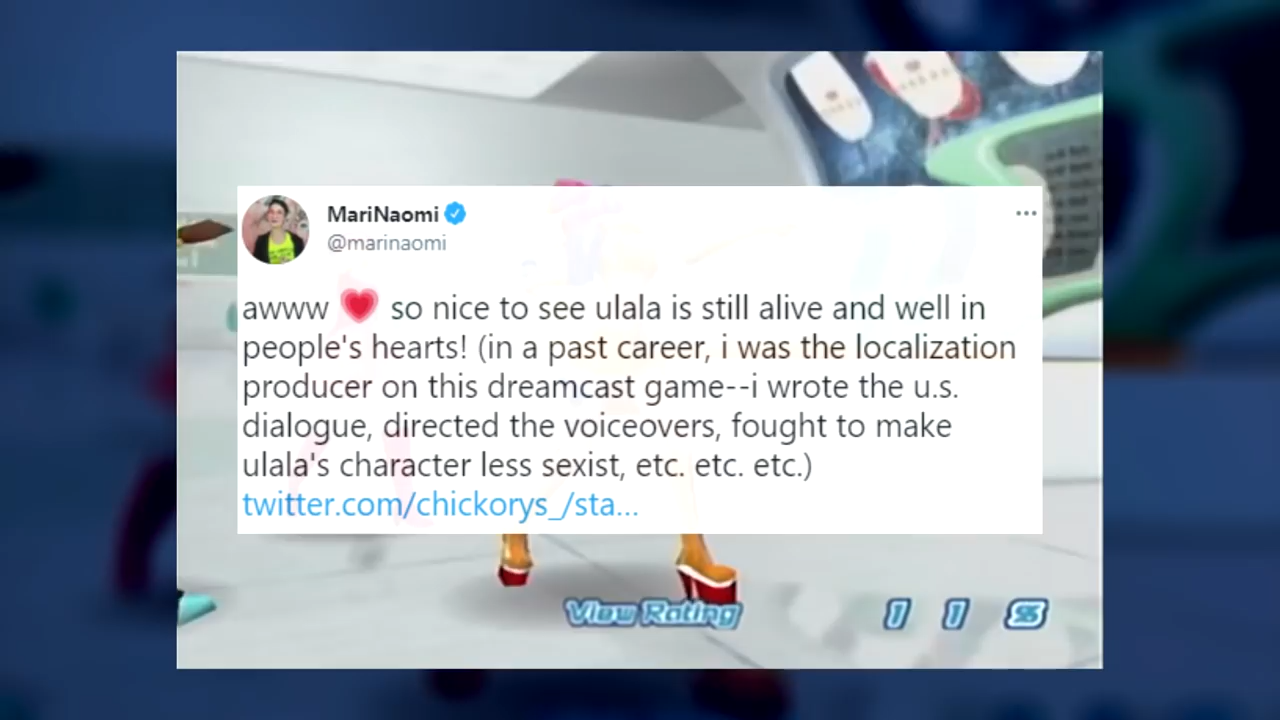 MariNaomi
@marinaomi
awww ❤ so nice to see ulala is still alive and well in
people's hearts! (in a past career, i was the localization
producer on this dreamcast game--i wrote the u.s.
dialogue, directed the voiceovers, fought to make
ulala's character less sexist, etc. etc. etc.)
twitter.com/chickorys_/sta...
View Rating 1 1 %